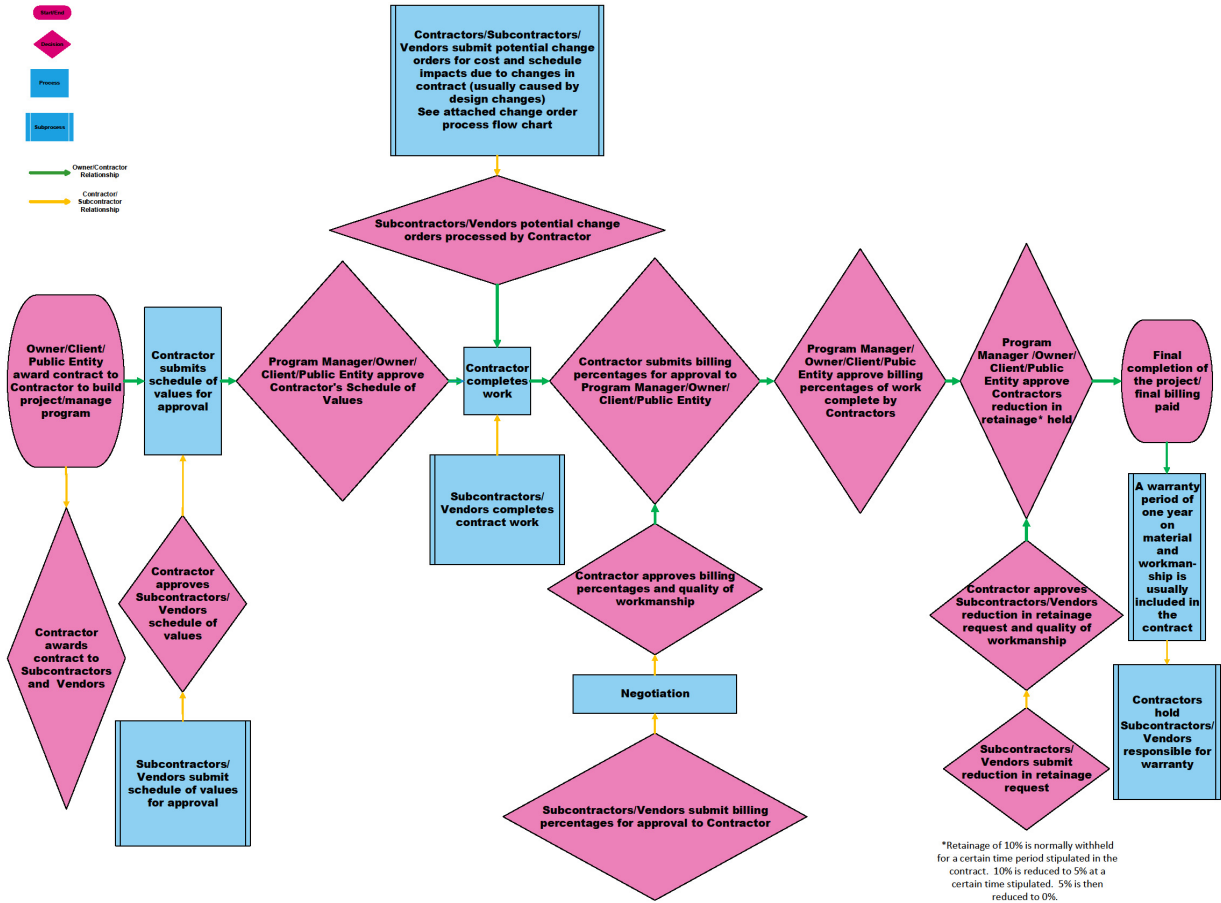 Start/End
Decision
Process
Subprocess
Owner/Contractor
Relationship
Contractor/
Subcontractor
Relationship
Contractors/Subcontractors/
Vendors submit potential change
orders for cost and schedule
impacts due to changes in
contract (usually caused by
design changes)
See attached change order
process flow chart
Subcontractors/Vendors potential change
orders processed by Contractor
Owner/Client/
Public Entity
award contract to
Contractor to build
project/manage
program
Contractor
submits
schedule of
values for
approval
Program Manager/Owner/
Client/Public Entity approve
Contractor's Schedule of
Values
Contractor
completes
work
Contractor submits billing
percentages for approval to
Program Manager/Owner/
Client/Public Entity
Program Manager/
Owner/Client/Pubic
Entity approve billing
percentages of work
complete by
Contractors
Program
Manager /Owner/
Client/Public
Entity approve
Contractors
reduction in
retainage* held
Final
completion of
the project/
final billing
paid
Contractor
awards
contract to
Subcontractors
and Vendors
Contractor
approves
Subcontractors/
Vendors
schedule of
values
Subcontractors/
Vendors submit
schedule of values
for approval
Subcontractors/
Vendors completes
contract work
Contractor approves billing
percentages and quality of
workmanship
Negotiation
Subcontractors/Vendors submit billing
percentages for approval to Contractor
Contractor approves
Subcontractors/Vendors
reduction in retainage
request and quality of
workmanship
Subcontractors/
Vendors submit
reduction in retainage
request
*Retainage of 10% is normally withheld
for a certain time period stipulated in the
contract. 10% is reduced to 5% at a
certain time stipulated. 5% is then
reduced to 0%.
A warranty
period of
one year
on
material
and
workman-
ship is
usually
included in
the
contract
Contractors
hold
Subcontractors/
Vendors
responsible for
warranty